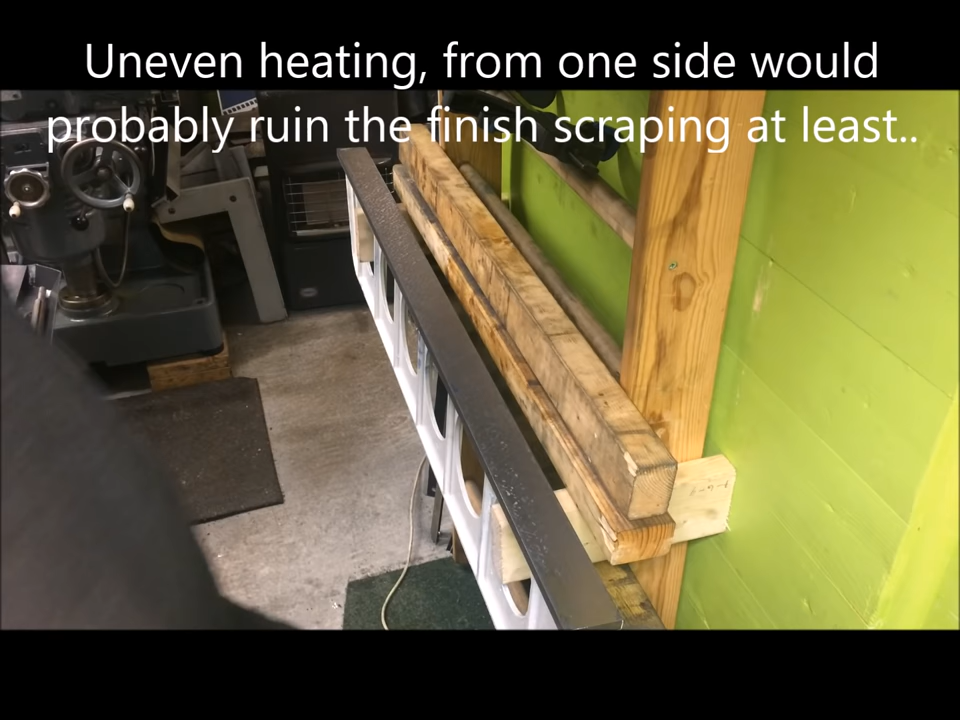 Uneven heating, from one side would
probably ruin the finish scraping at least..